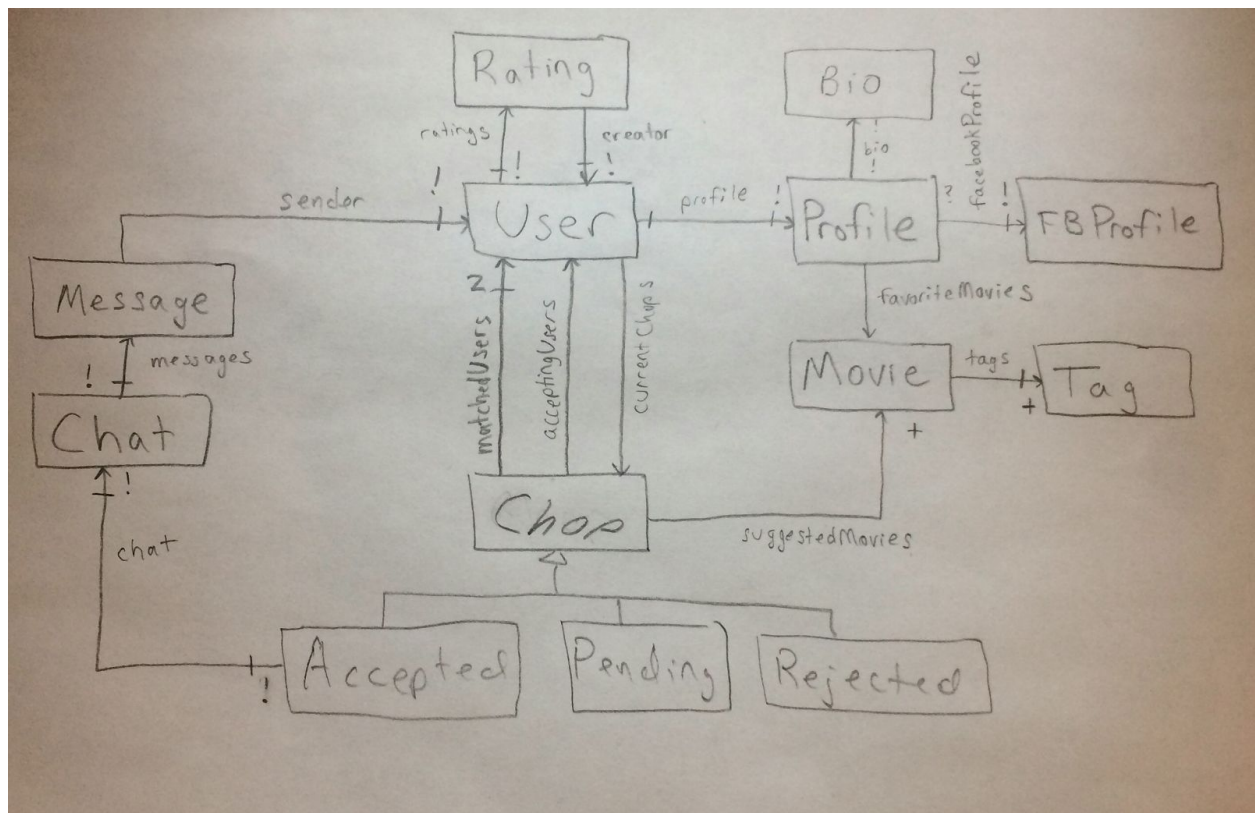 Rating
Bio
facebookProfile
ratings
!
creator
!
!
bio
!
sender
!
User
profile
!
Profile
?
!
FBProfile
Message
2
matchedUsers
acceptingUsers
currentChops
favoriteMovies
!
messages
Movie
tags
+
Tag
Chat
+
!
Chop
suggestedMovies
chat
!
Accepted
Pending
Rejected